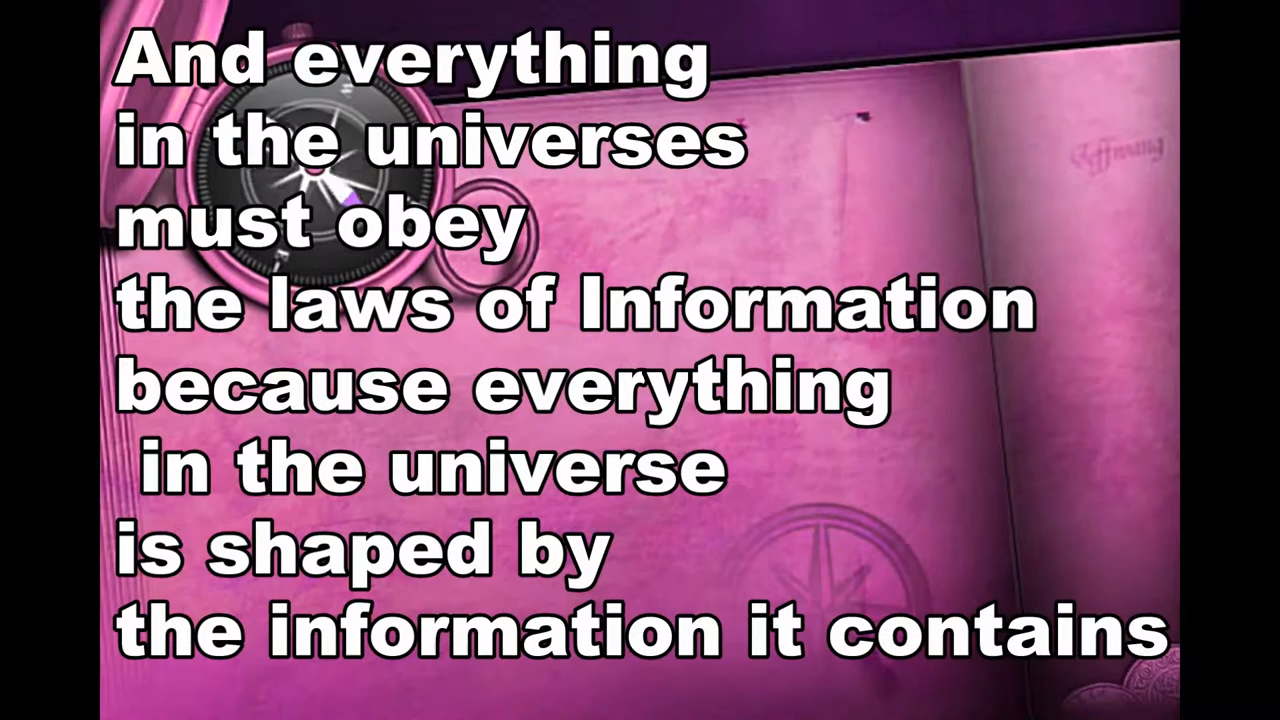 And everything
in the universes
must obey
the laws of Information
because everything
in the universe
is shaped by
the information it contains